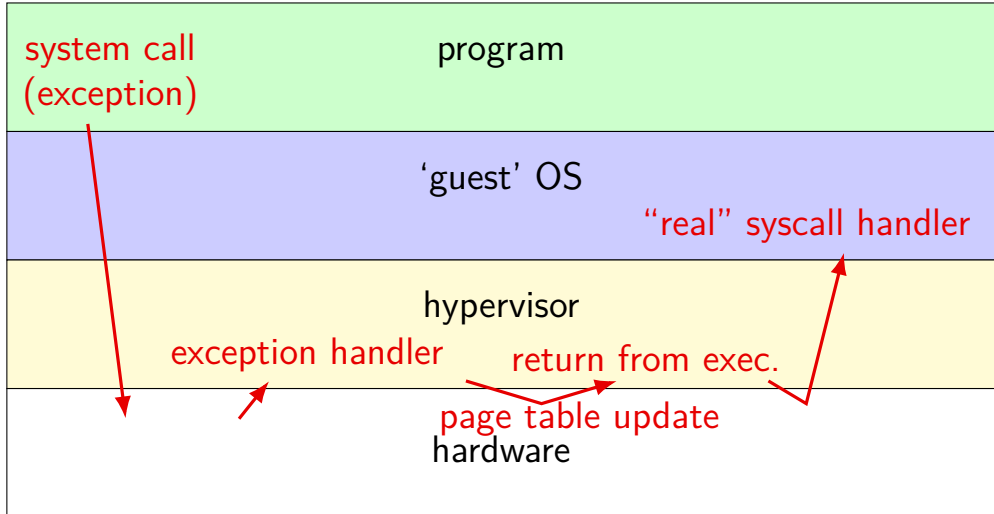 system call
(exception)
program
‘guest’ OS
“real” syscall handler
hypervisor
exception handler
return from exec.
page table update
hardware